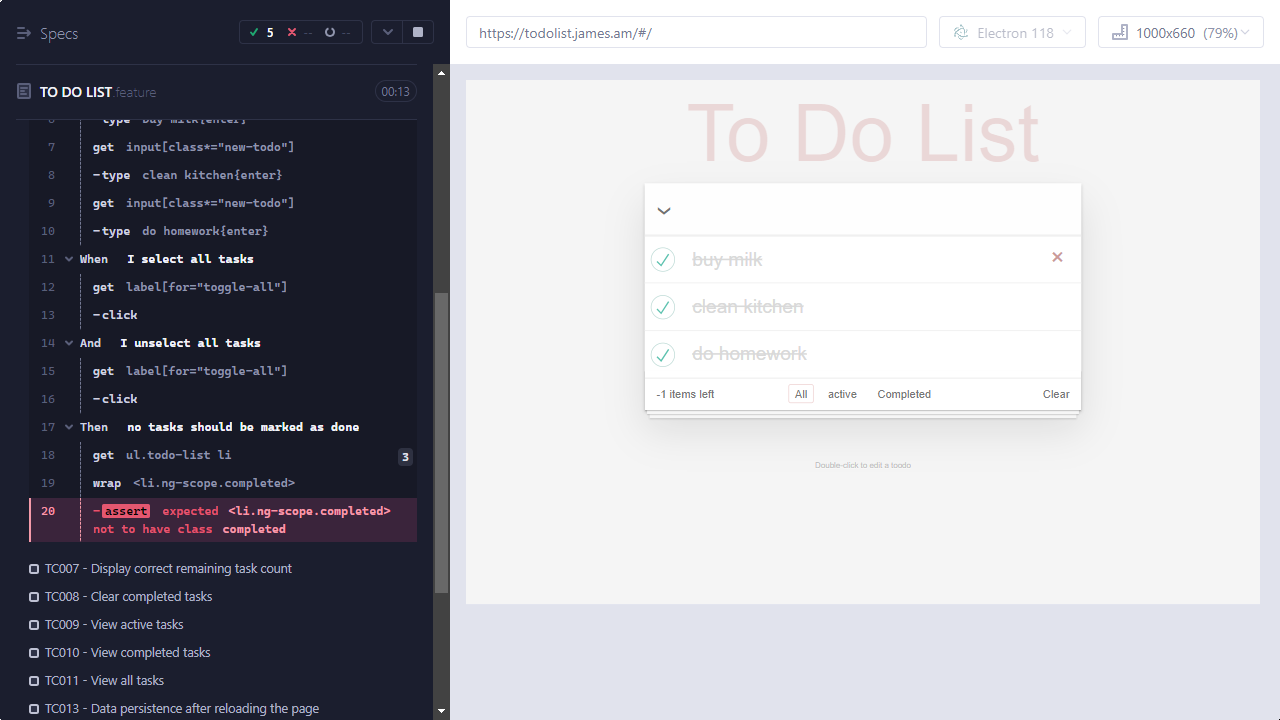 Specs
5
--
--
TO DO LIST.feature
00:13
6 -type buy milk{enter}
7 get input[class*="new-todo"]
8 -type clean kitchen{enter}
9 get input[class*="new-todo"]
10 -type do homework{enter}
11 When I select all tasks
12 get label[for="toggle-all"]
13 -click
14 And I unselect all tasks
15 get label[for="toggle-all"]
16 -click
17 Then no tasks should be marked as done
18 get ul.todo-list li 3
19 wrap <li.ng-scope.completed>
20 -assert expected <li.ng-scope.completed>
not to have class completed
TC007 - Display correct remaining task count
TC008 - Clear completed tasks
TC009 - View active tasks
TC010 - View completed tasks
TC011 - View all tasks
TC013 - Data persistence after reloading the page
https://todolist.james.am/#/
Electron 118
1000x660 (79%)
To Do List
buy milk
clean kitchen
do homework
-1 items left All active Completed Clear
Double-click to edit a toodo